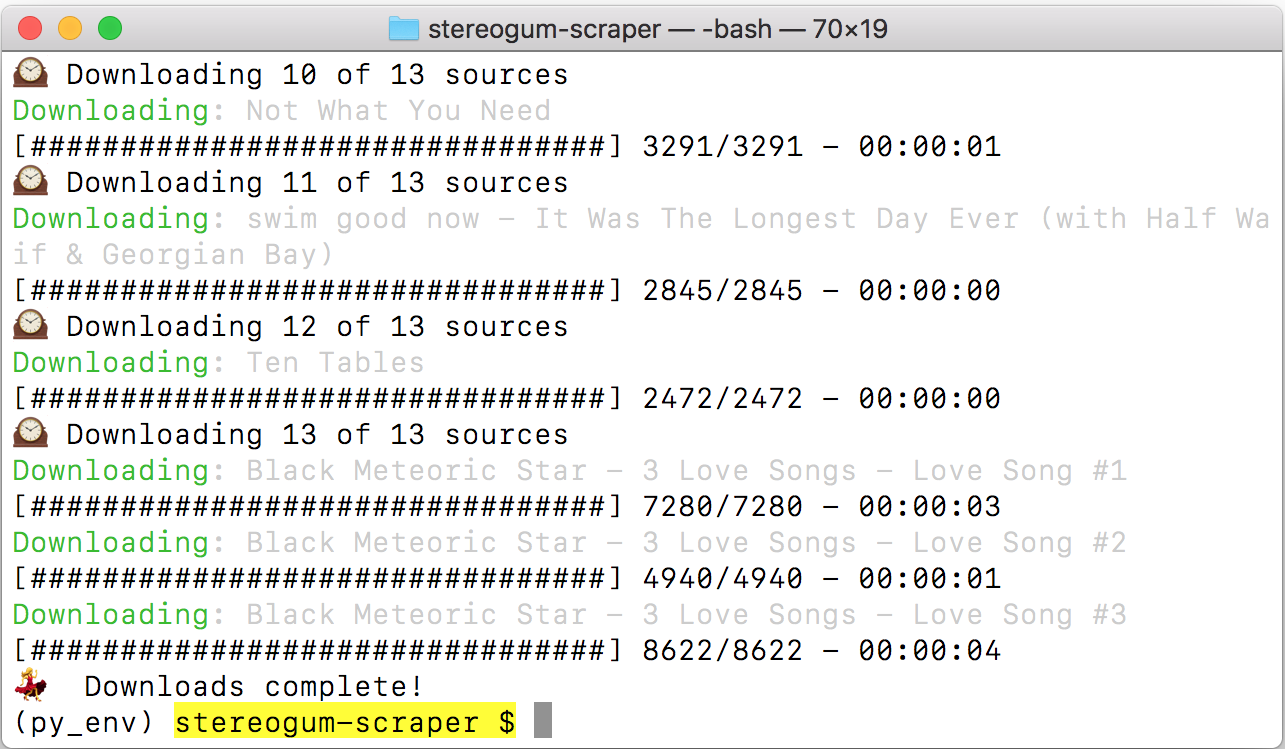 stereogum-scraper — -bash — 70×19
🕰 Downloading 10 of 13 sources
Downloading: Not What You Need
[################################] 3291/3291 - 00:00:01
🕰 Downloading 11 of 13 sources
Downloading: swim good now - It Was The Longest Day Ever (with Half Wa
if & Georgian Bay)
[################################] 2845/2845 - 00:00:00
🕰 Downloading 12 of 13 sources
Downloading: Ten Tables
[################################] 2472/2472 - 00:00:00
🕰 Downloading 13 of 13 sources
Downloading: Black Meteoric Star - 3 Love Songs - Love Song #1
[################################] 7280/7280 - 00:00:03
Downloading: Black Meteoric Star - 3 Love Songs - Love Song #2
[################################] 4940/4940 - 00:00:01
Downloading: Black Meteoric Star - 3 Love Songs - Love Song #3
[################################] 8622/8622 - 00:00:04
💃 Downloads complete!
(py_env) stereogum-scraper $